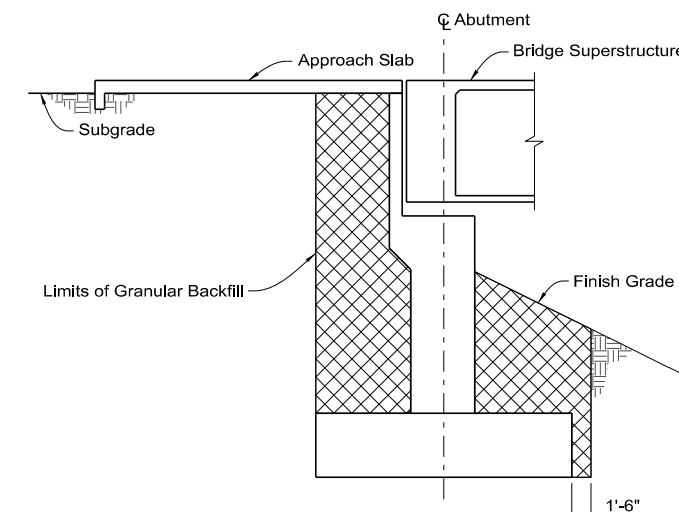 ℄ Abutment
Approach Slab
Bridge Superstructure
Subgrade
Limits of Granular Backfill
Finish Grade
1'-6"